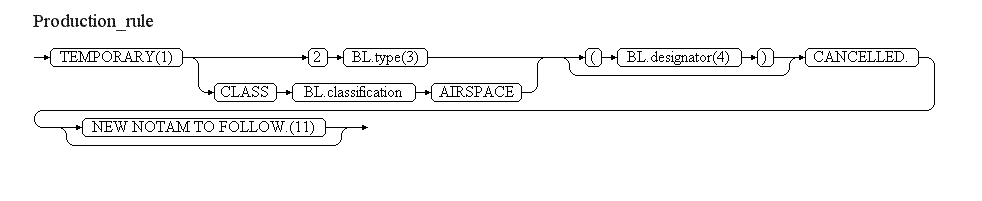 Production_rule
TEMPORARY(1) 2 BL.type(3) ( BL.designator(4) ) CANCELLED.
CLASS BL.classification AIRSPACE
NEW NOTAM TO FOLLOW.(11)